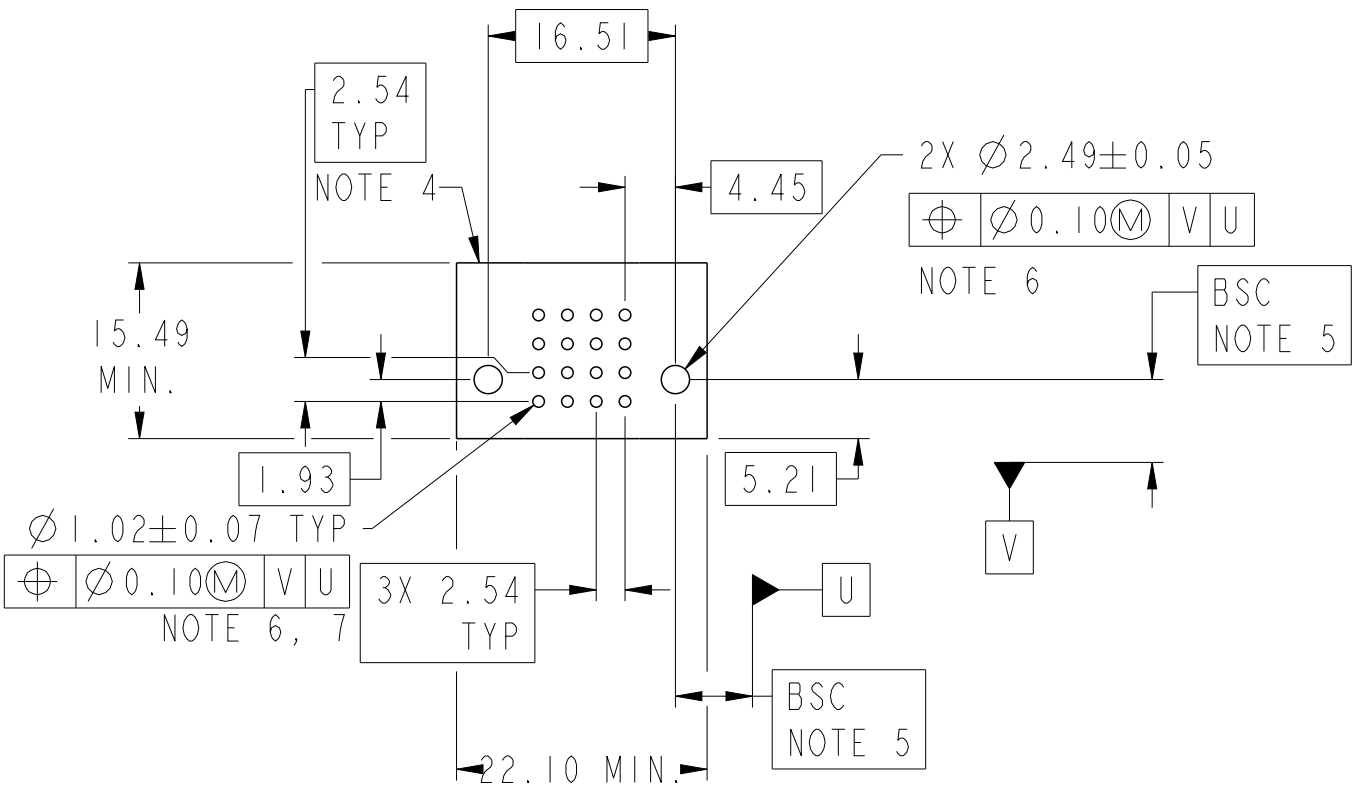 16.51
2.54
TYP
NOTE 4
4.45
2X ⌀2.49±0.05
⌖ ⌀0.10Ⓜ V U
NOTE 6
BSC
NOTE 5
15.49
MIN.
1.93
5.21
V
⌀1.02±0.07 TYP
⌖ ⌀0.10Ⓜ V U
NOTE 6, 7
3X 2.54
TYP
U
BSC
NOTE 5
22.10 MIN.